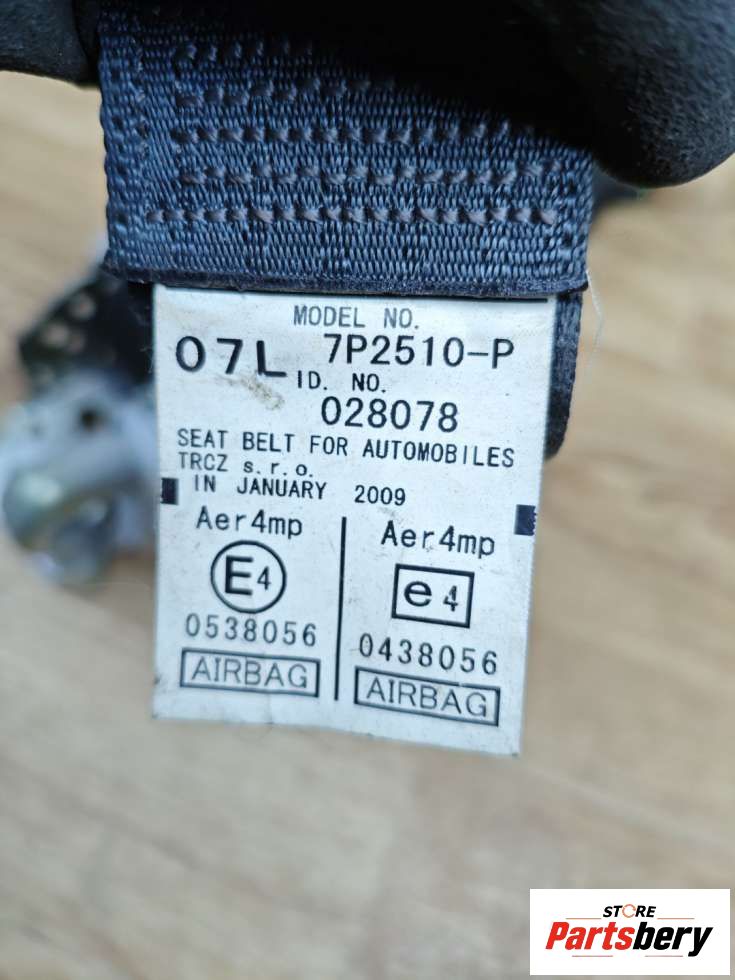 MODEL NO.
07L 7P2510-P
ID. NO.
028078
SEAT BELT FOR AUTOMOBILES
TRCZ s.r.o.
IN JANUARY 2009
Aer4mp Aer4mp
E4 e4
0538056 0438056
AIRBAG AIRBAG
STORE
Partsbery